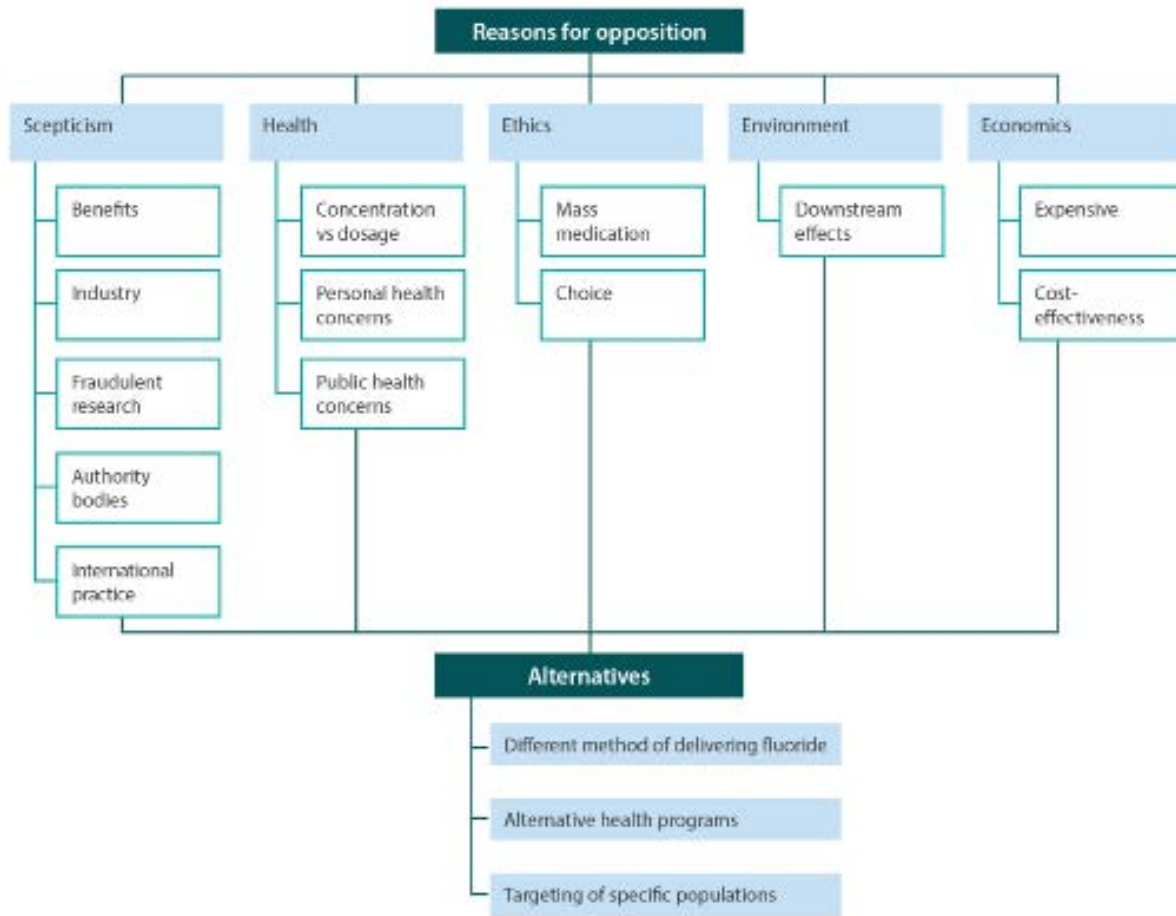 Reasons for opposition
Scepticism
Benefits
Industry
Fraudulent
research
Authority
bodies
International
practice
Health
Concentration
vs dosage
Personal health
concerns
Public health
concerns
Ethics
Mass
medication
Choice
Environment
Downstream
effects
Economics
Expensive
Cost-
effectiveness
Alternatives
Different method of delivering fluoride
Alternative health programs
Targeting of specific populations